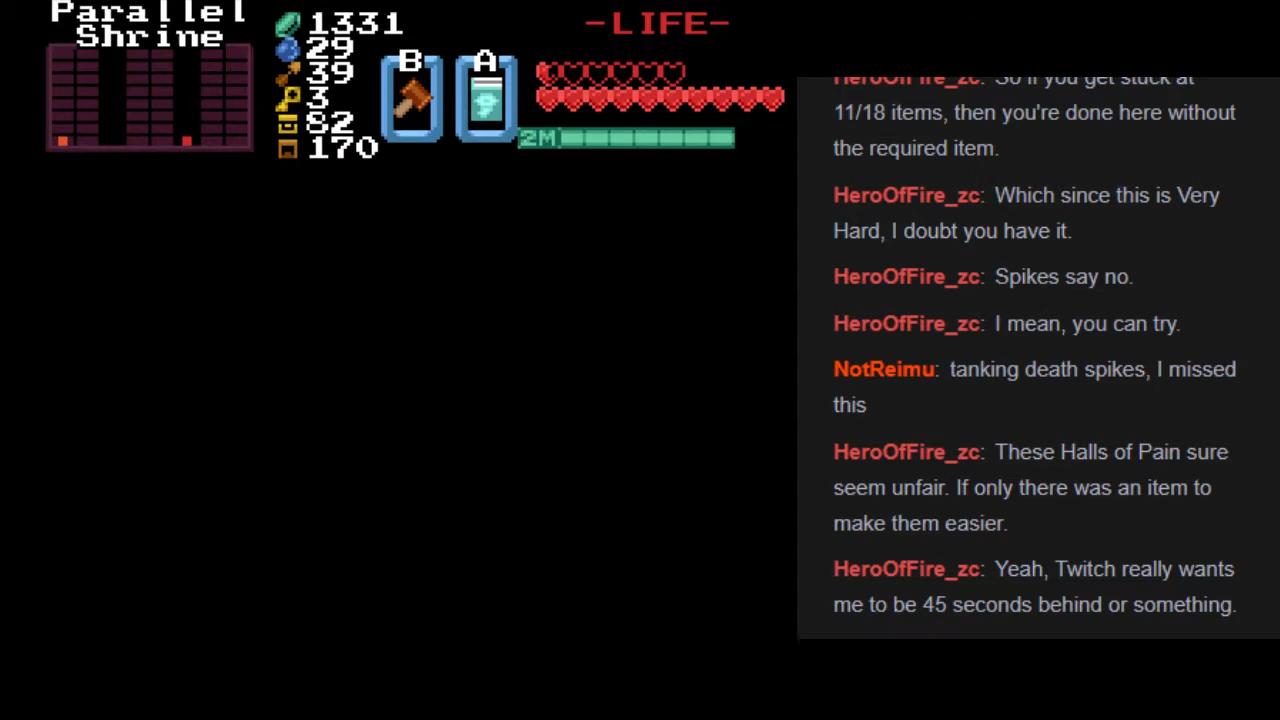 Parallel
Shrine
1331
29
39
3
82
170
B
A
-LIFE-
2M
HeroOfFire_zc: So if you get stuck at
11/18 items, then you're done here without
the required item.
HeroOfFire_zc: Which since this is Very
Hard, I doubt you have it.
HeroOfFire_zc: Spikes say no.
HeroOfFire_zc: I mean, you can try.
NotReimu: tanking death spikes, I missed
this
HeroOfFire_zc: These Halls of Pain sure
seem unfair. If only there was an item to
make them easier.
HeroOfFire_zc: Yeah, Twitch really wants
me to be 45 seconds behind or something.